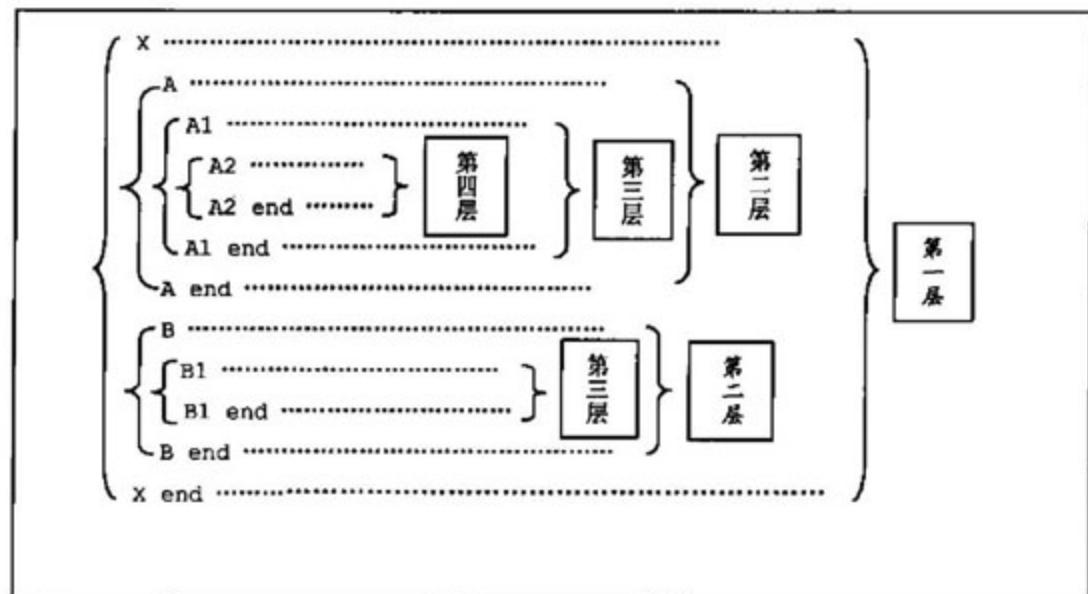 X
A
A1
A2
A2 end
第四层
第三层
第二层
A1 end
A end
第一层
B
B1
B1 end
第三层
第二层
B end
X end